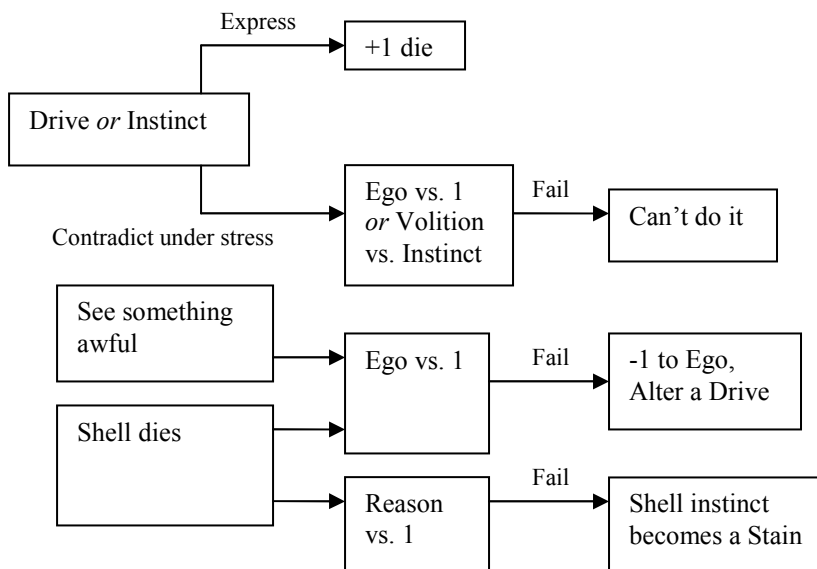 Express
+1 die
Drive or Instinct
Contradict under stress
Ego vs. 1
or Volition
vs. Instinct
Fail
Can’t do it
See something
awful
Ego vs. 1
Fail
-1 to Ego,
Alter a Drive
Shell dies
Reason
vs. 1
Fail
Shell instinct
becomes a Stain